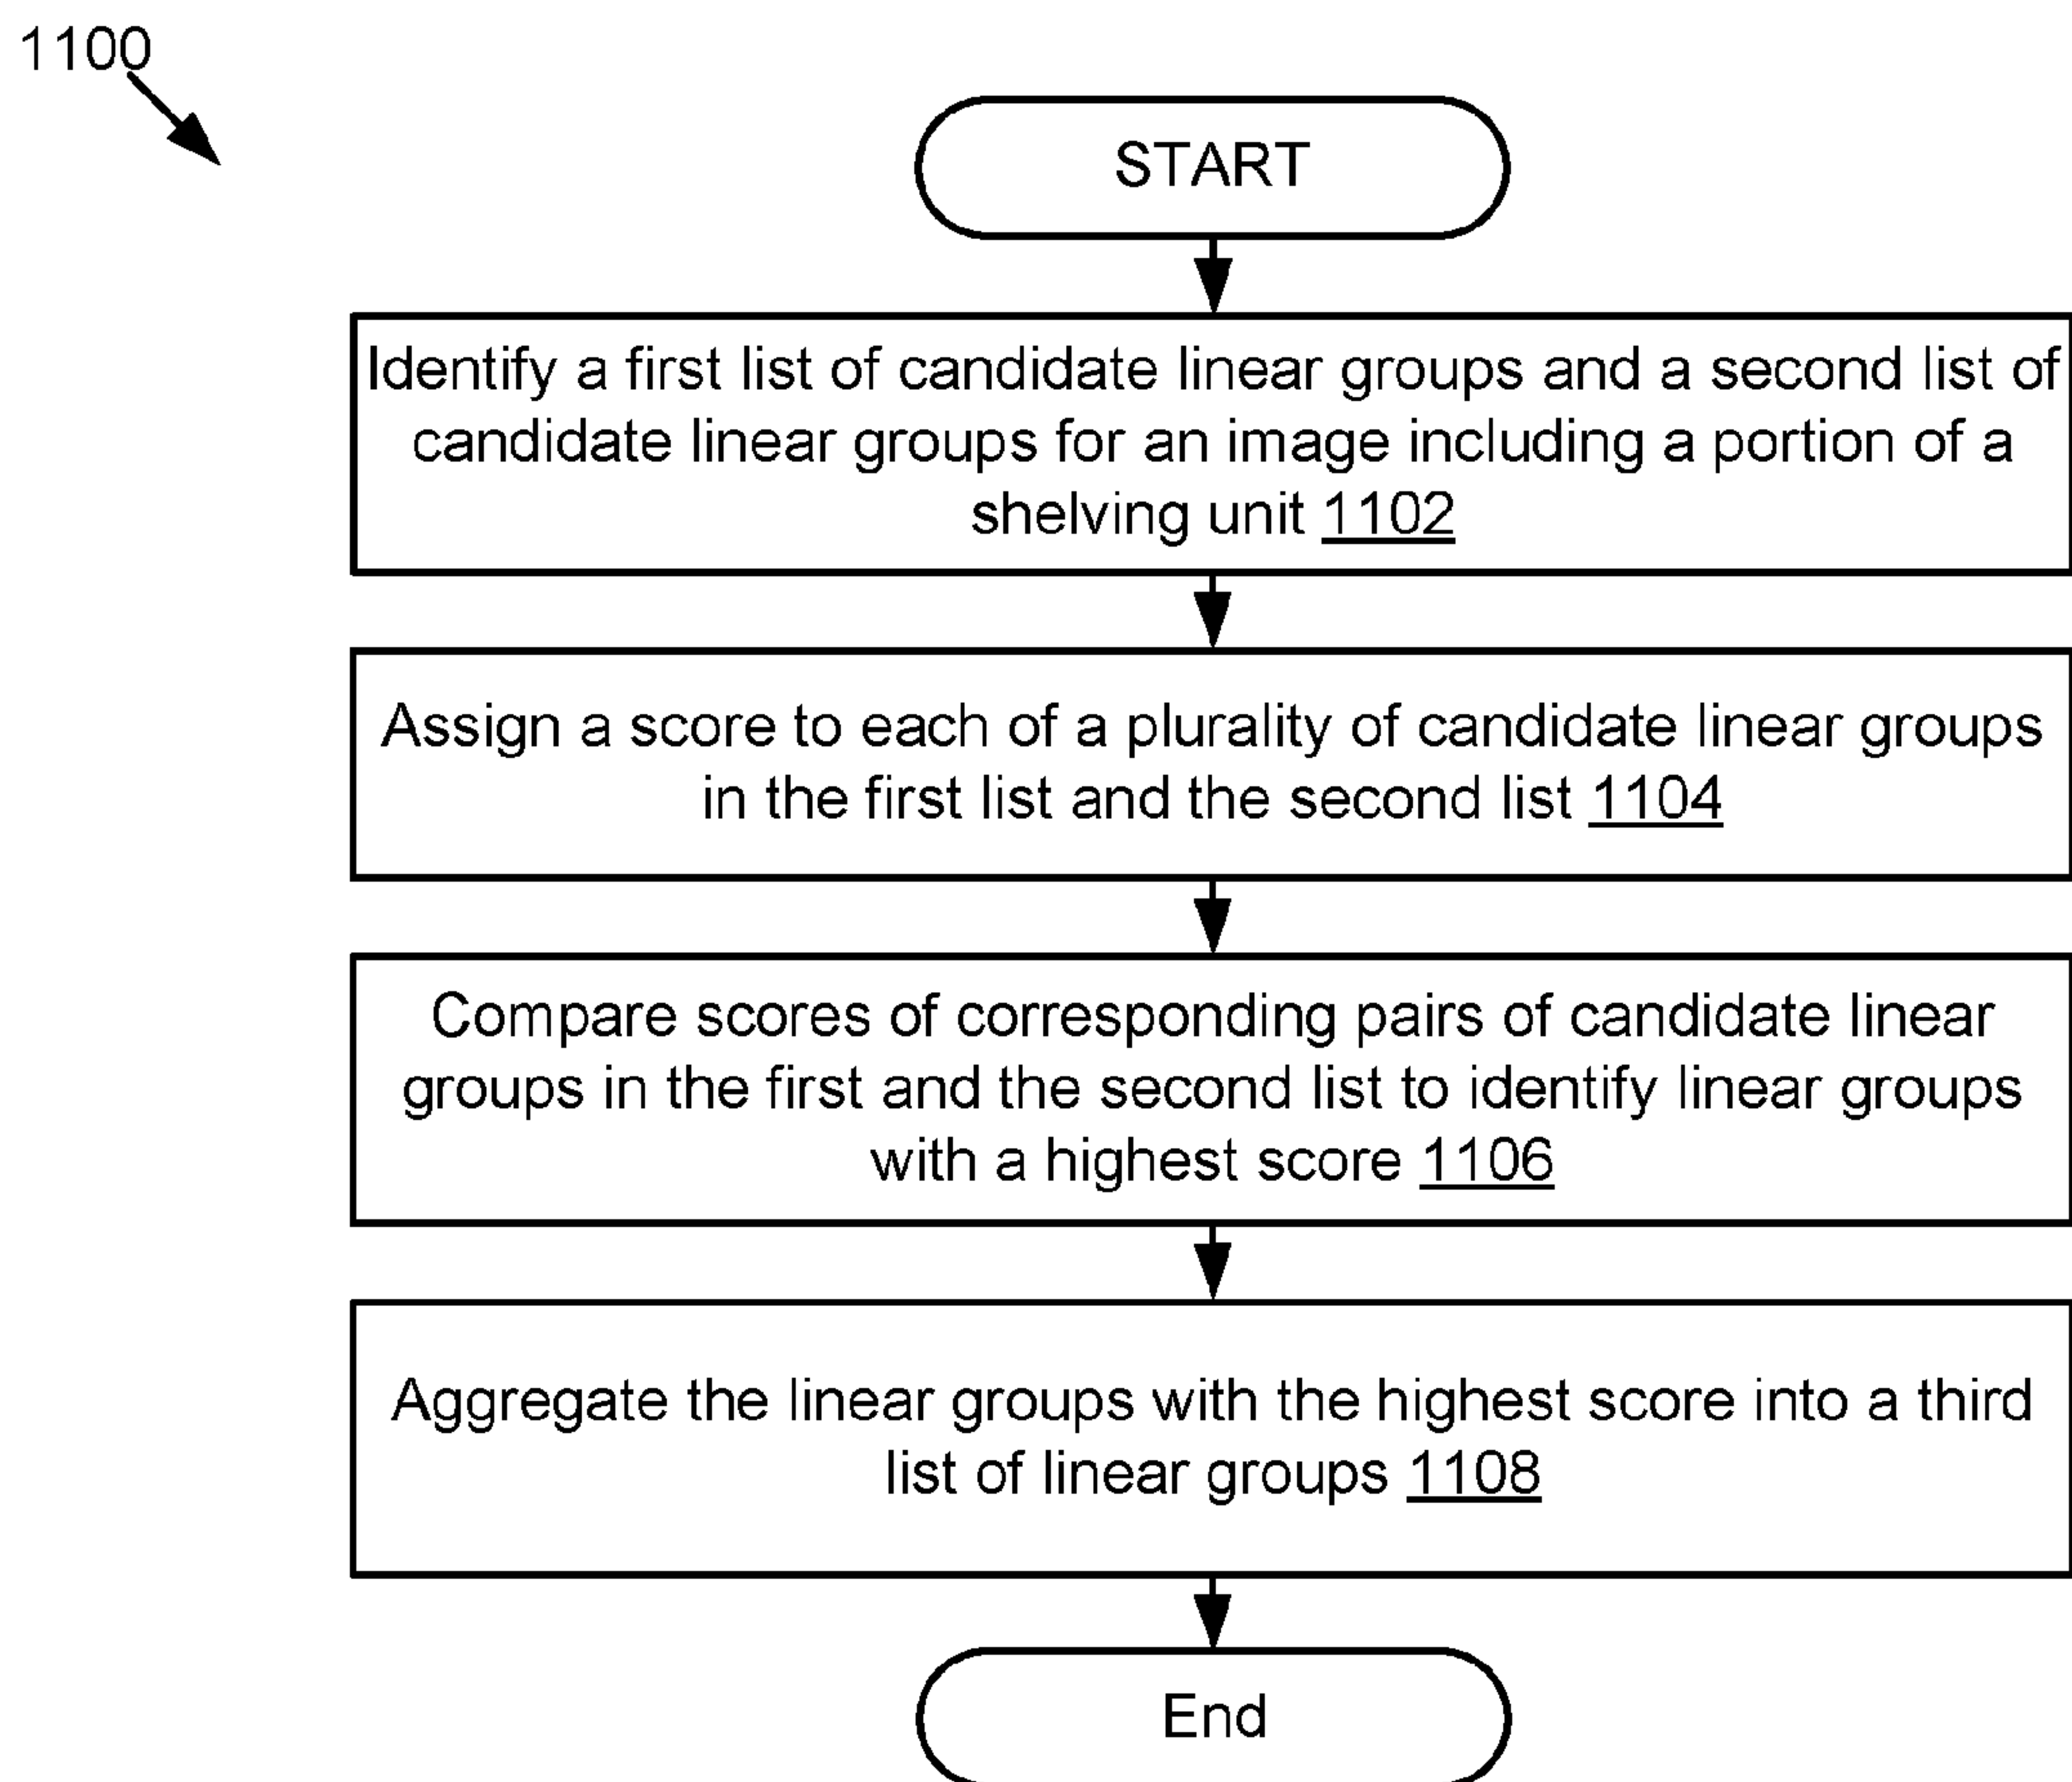 1100
START
Identify a first list of candidate linear groups and a second list of
candidate linear groups for an image including a portion of a
shelving unit 1102
Assign a score to each of a plurality of candidate linear groups
in the first list and the second list 1104
Compare scores of corresponding pairs of candidate linear
groups in the first and the second list to identify linear groups
with a highest score 1106
Aggregate the linear groups with the highest score into a third
list of linear groups 1108
End